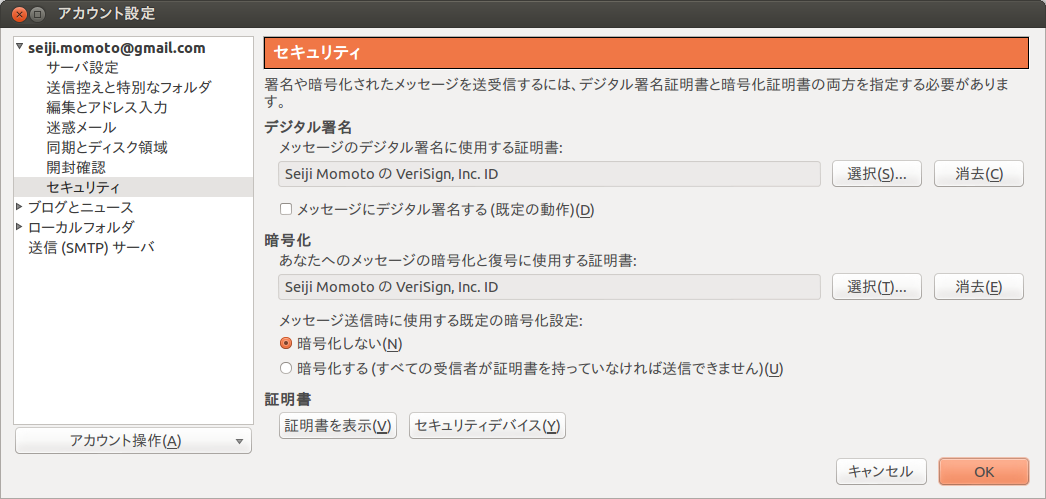 アカウント設定
seiji.momoto@gmail.com
サーバ設定
送信控えと特別なフォルダ
編集とアドレス入力
迷惑メール
同期とディスク領域
開封確認
セキュリティ
ブログとニュース
ローカルフォルダ
送信 (SMTP) サーバ
アカウント操作(A)
セキュリティ
署名や暗号化されたメッセージを送受信するには、デジタル署名証明書と暗号化証明書の両方を指定する必要がありま
す。
デジタル署名
メッセージのデジタル署名に使用する証明書:
Seiji Momoto の VeriSign, Inc. ID
選択(S)...
消去(C)
メッセージにデジタル署名する (既定の動作)(D)
暗号化
あなたへのメッセージの暗号化と復号に使用する証明書:
Seiji Momoto の VeriSign, Inc. ID
選択(T)...
消去(E)
メッセージ送信時に使用する既定の暗号化設定:
暗号化しない(N)
暗号化する (すべての受信者が証明書を持っていなければ送信できません)(U)
証明書
証明書を表示(V)
セキュリティデバイス(Y)
キャンセル
OK